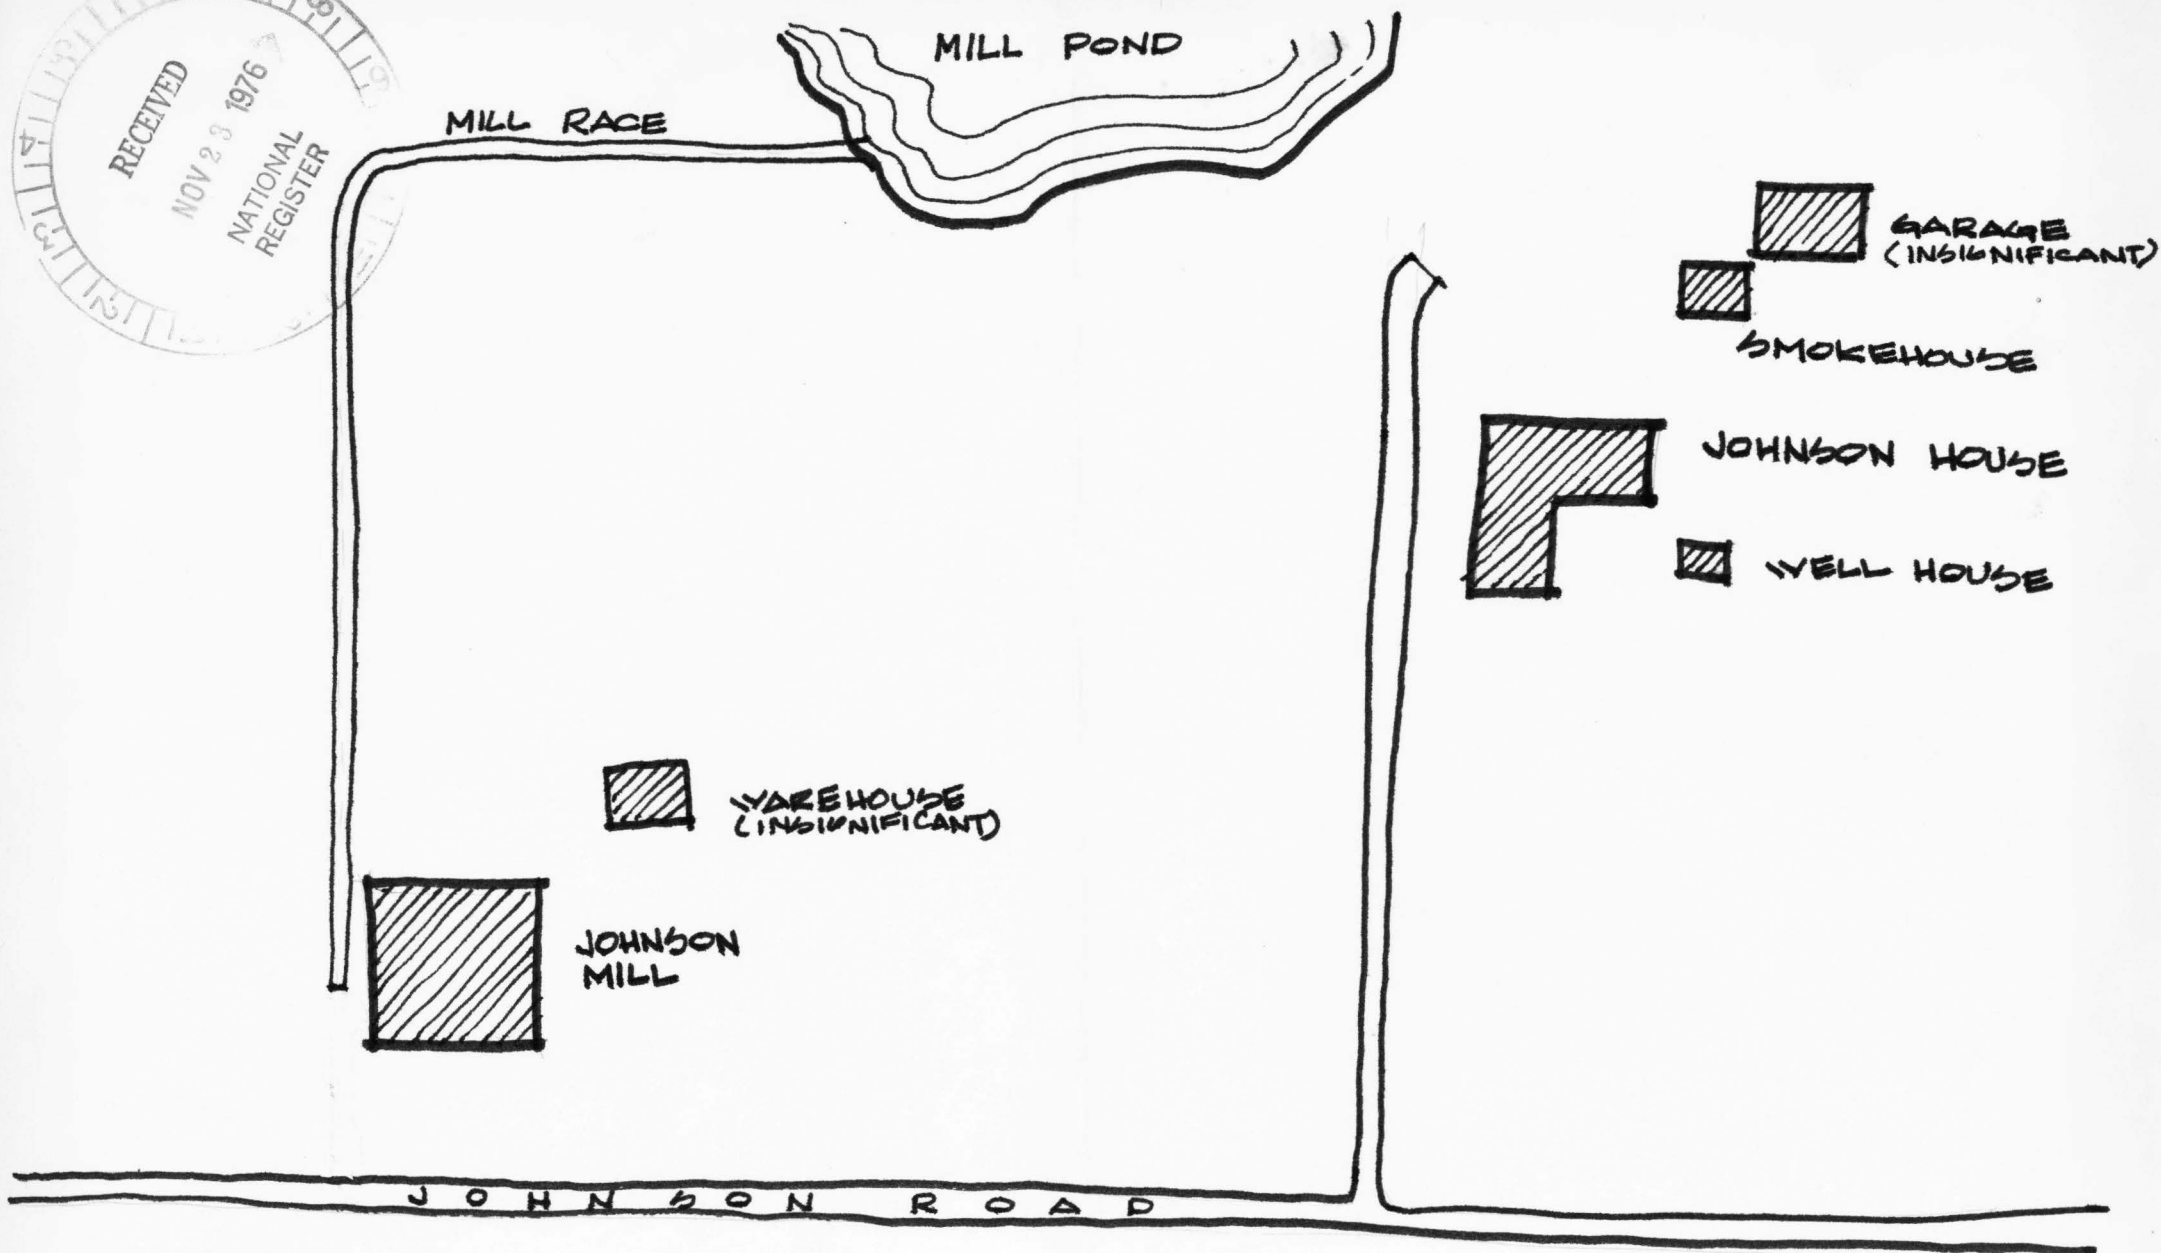 RECEIVED
NOV 23 1976
NATIONAL
REGISTER
MILL POND
MILL RACE
GARAGE
(INSIGNIFICANT)
SMOKEHOUSE
JOHNSON HOUSE
WELL HOUSE
WAREHOUSE
(INSIGNIFICANT)
JOHNSON
MILL
JOHNSON ROAD